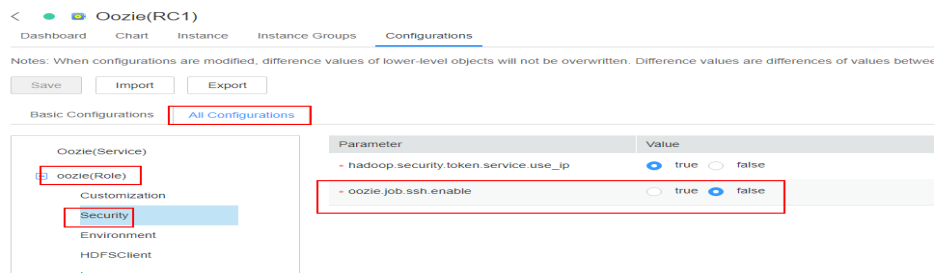 Oozie(RC1)
Dashboard Chart Instance Instance Groups Configurations
Notes: When configurations are modified, difference values of lower-level objects will not be overwritten. Difference values are differences of values betwee
Save Import Export
Basic Configurations All Configurations
Oozie(Service)
oozie(Role)
Customization
Security
Environment
HDFSClient
Parameter Value
* hadoop.security.token.service.use_ip true false
* oozie.job.ssh.enable true false